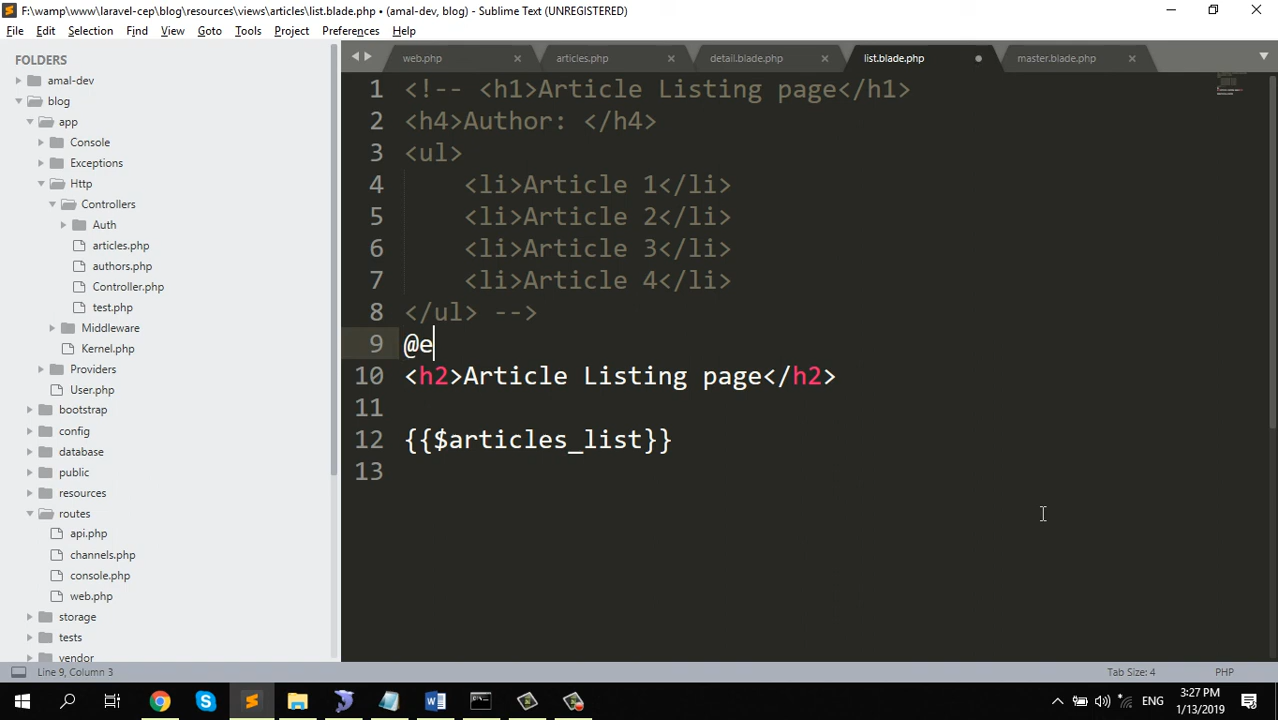 F:\wamp\www\laravel-cep\blog\resources\views\articles\list.blade.php • (amal-dev, blog) - Sublime Text (UNREGISTERED)
File Edit Selection Find View Goto Tools Project Preferences Help
FOLDERS
amal-dev
blog
app
Console
Exceptions
Http
Controllers
Auth
articles.php
authors.php
Controller.php
test.php
Middleware
Kernel.php
Providers
User.php
bootstrap
config
database
public
resources
routes
api.php
channels.php
console.php
web.php
storage
tests
vendor
web.php articles.php detail.blade.php list.blade.php master.blade.php
1 <!-- <h1>Article Listing page</h1>
2 <h4>Author: </h4>
3 <ul>
4 <li>Article 1</li>
5 <li>Article 2</li>
6 <li>Article 3</li>
7 <li>Article 4</li>
8 </ul> -->
9 @e
10 <h2>Article Listing page</h2>
11
12 {{$articles_list}}
13
Line 9, Column 3 Tab Size: 4 PHP
ENG 3:27 PM
1/13/2019